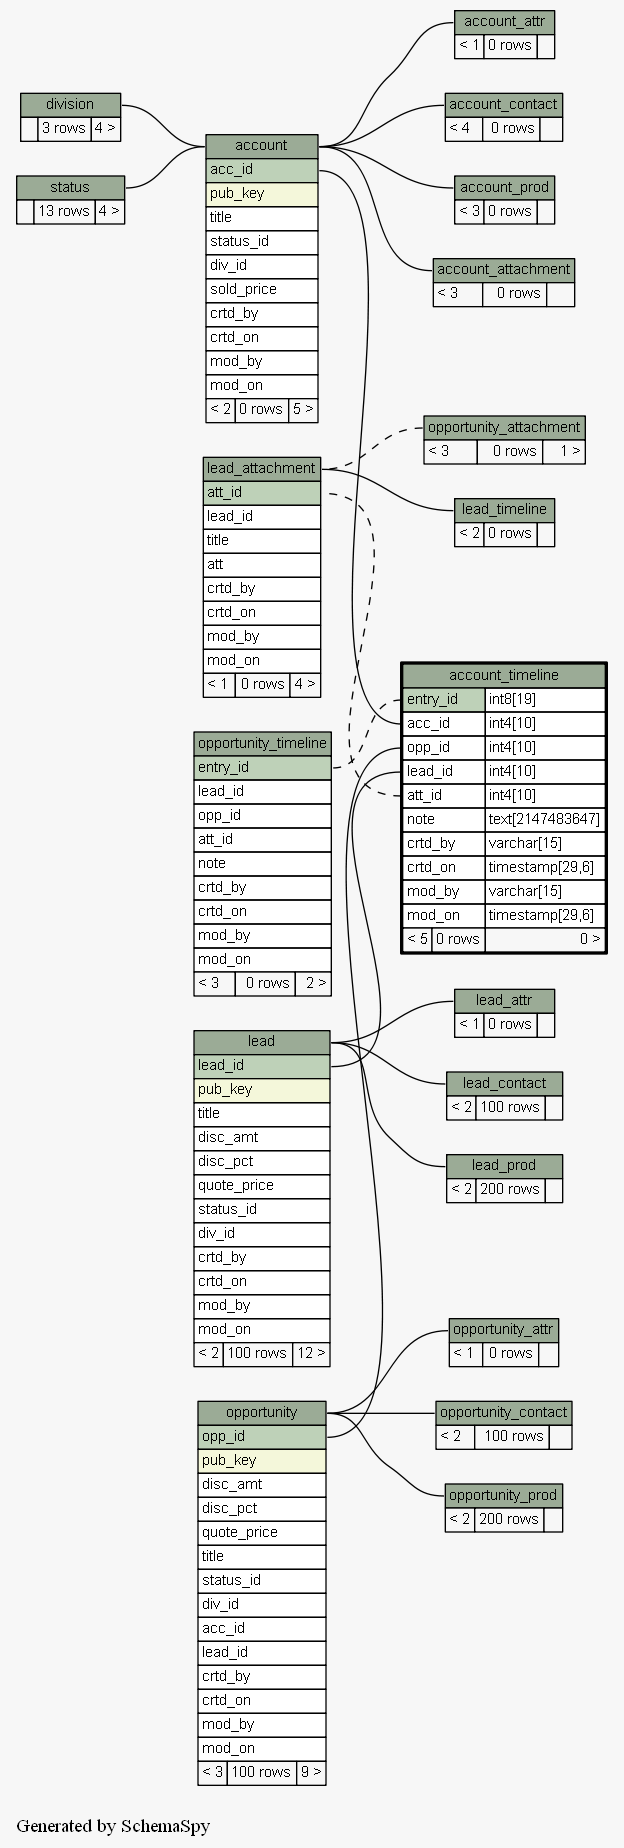 account_attr
< 1 0 rows
division
3 rows 4 >
account_contact
< 4 0 rows
status
13 rows 4 >
account
acc_id
pub_key
title
status_id
div_id
sold_price
crtd_by
crtd_on
mod_by
mod_on
< 2 0 rows 5 >
account_prod
< 3 0 rows
account_attachment
< 3 0 rows
opportunity_attachment
< 3 0 rows 1 >
lead_attachment
att_id
lead_id
title
att
crtd_by
crtd_on
mod_by
mod_on
< 1 0 rows 4 >
lead_timeline
< 2 0 rows
account_timeline
entry_id int8[19]
acc_id int4[10]
opp_id int4[10]
lead_id int4[10]
att_id int4[10]
note text[2147483647]
crtd_by varchar[15]
crtd_on timestamp[29,6]
mod_by varchar[15]
mod_on timestamp[29,6]
< 5 0 rows 0 >
opportunity_timeline
entry_id
lead_id
opp_id
att_id
note
crtd_by
crtd_on
mod_by
mod_on
< 3 0 rows 2 >
lead_attr
< 1 0 rows
lead
lead_id
pub_key
title
disc_amt
disc_pct
quote_price
status_id
div_id
crtd_by
crtd_on
mod_by
mod_on
< 2 100 rows 12 >
lead_contact
< 2 100 rows
lead_prod
< 2 200 rows
opportunity_attr
< 1 0 rows
opportunity
opp_id
pub_key
disc_amt
disc_pct
quote_price
title
status_id
div_id
acc_id
lead_id
crtd_by
crtd_on
mod_by
mod_on
< 3 100 rows 9 >
opportunity_contact
< 2 100 rows
opportunity_prod
< 2 200 rows
Generated by SchemaSpy